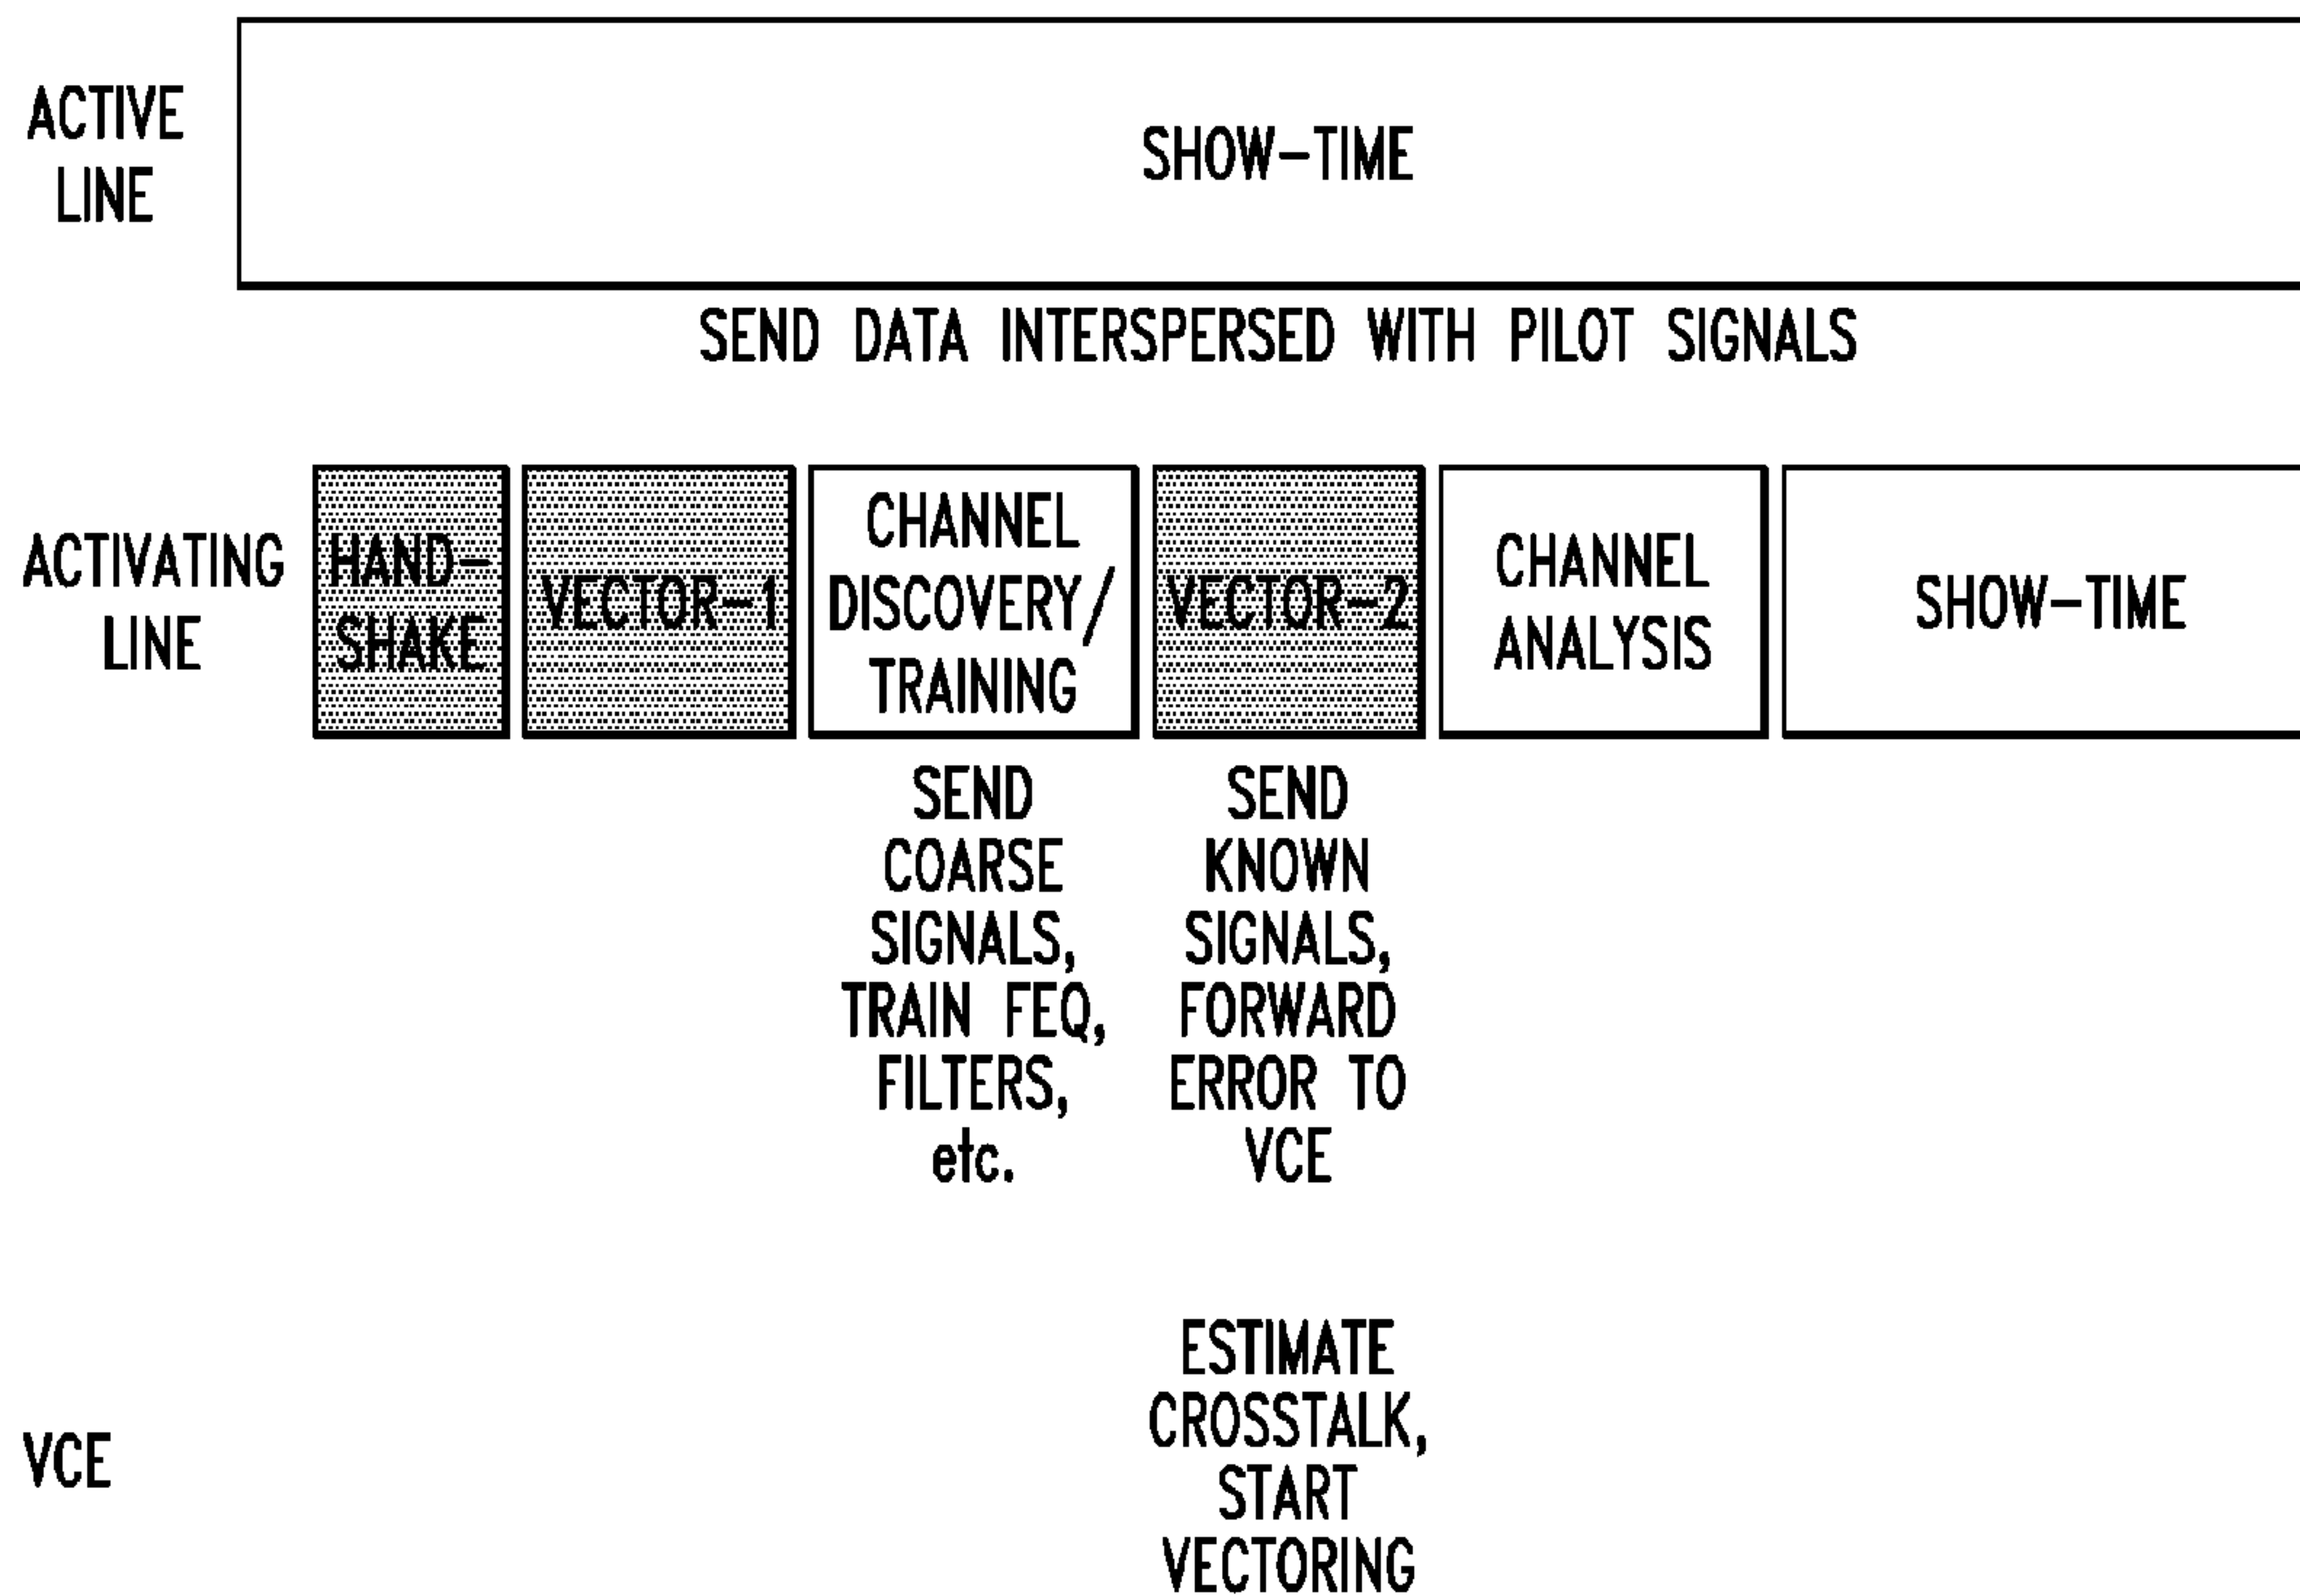 ACTIVE
LINE
SHOW-TIME
SEND DATA INTERSPERSED WITH PILOT SIGNALS
ACTIVATING
LINE
HAND-
SHAKE
VECTOR-1
CHANNEL
DISCOVERY/
TRAINING
VECTOR-2
CHANNEL
ANALYSIS
SHOW-TIME
SEND
COARSE
SIGNALS,
TRAIN FEQ,
FILTERS,
etc.
SEND
KNOWN
SIGNALS,
FORWARD
ERROR TO
VCE
VCE
ESTIMATE
CROSSTALK,
START
VECTORING